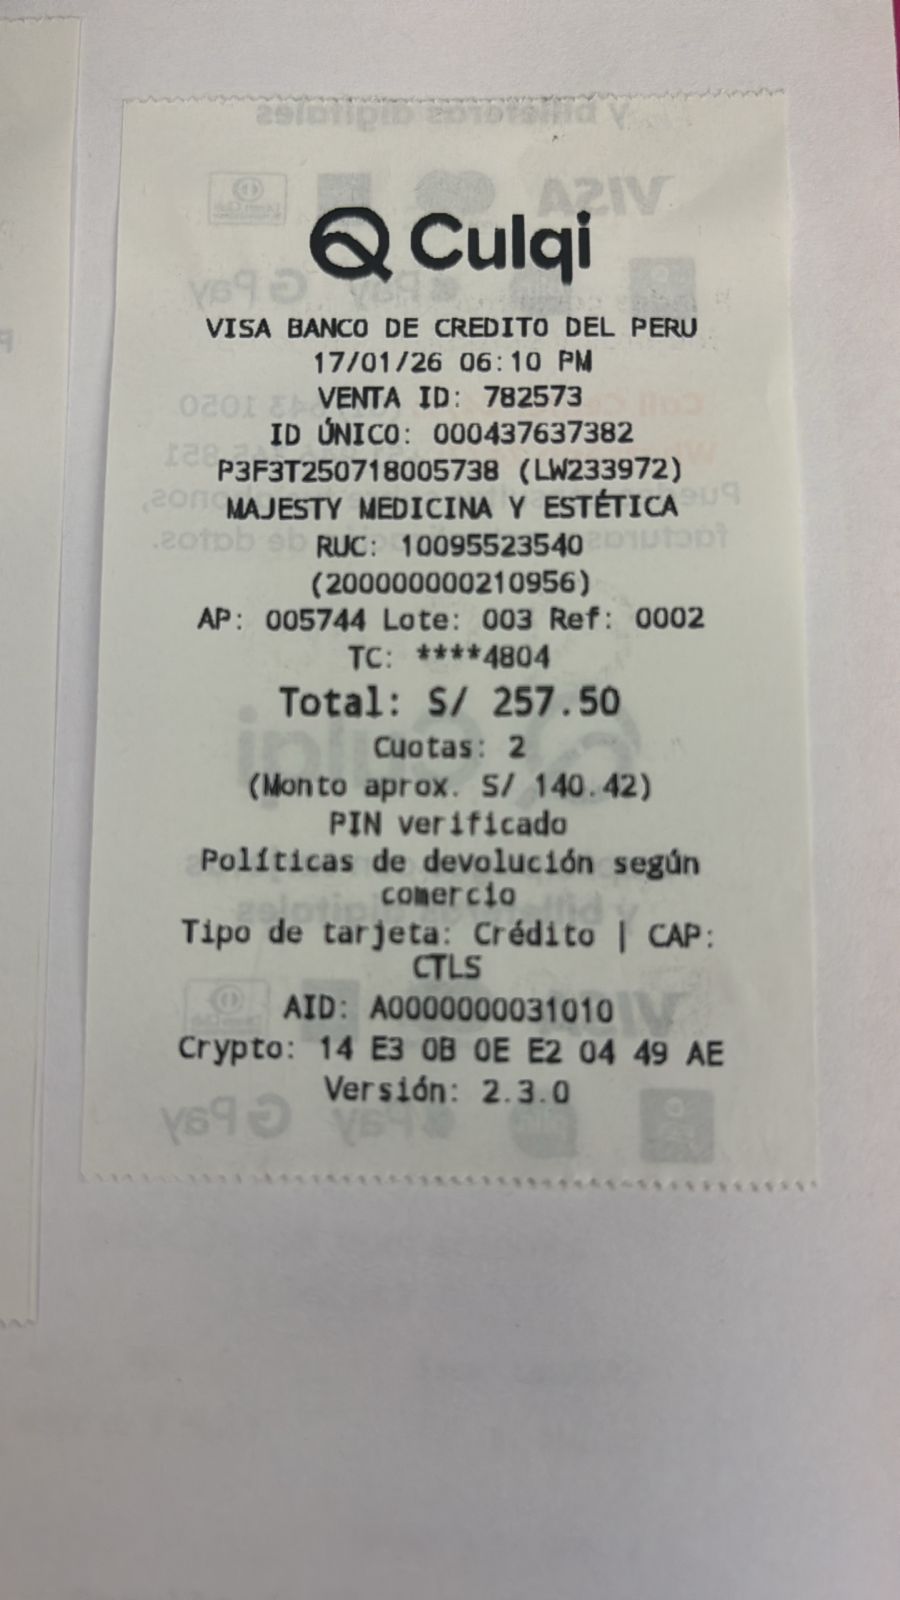 Culqi
VISA BANCO DE CREDITO DEL PERU
17/01/26 06:10 PM
VENTA ID: 782573
ID ÚNICO: 000437637382
P3F3T250718005738 (LW233972)
MAJESTY MEDICINA Y ESTÉTICA
RUC: 10095523540
(200000000210956)
AP: 005744 Lote: 003 Ref: 0002
TC: ****4804
Total: S/ 257.50
Cuotas: 2
(Monto aprox. S/ 140.42)
PIN verificado
Políticas de devolución según
comercio
Tipo de tarjeta: Crédito | CAP:
CTLS
AID: A0000000031010
Crypto: 14 E3 0B 0E E2 04 49 AE
Versión: 2.3.0